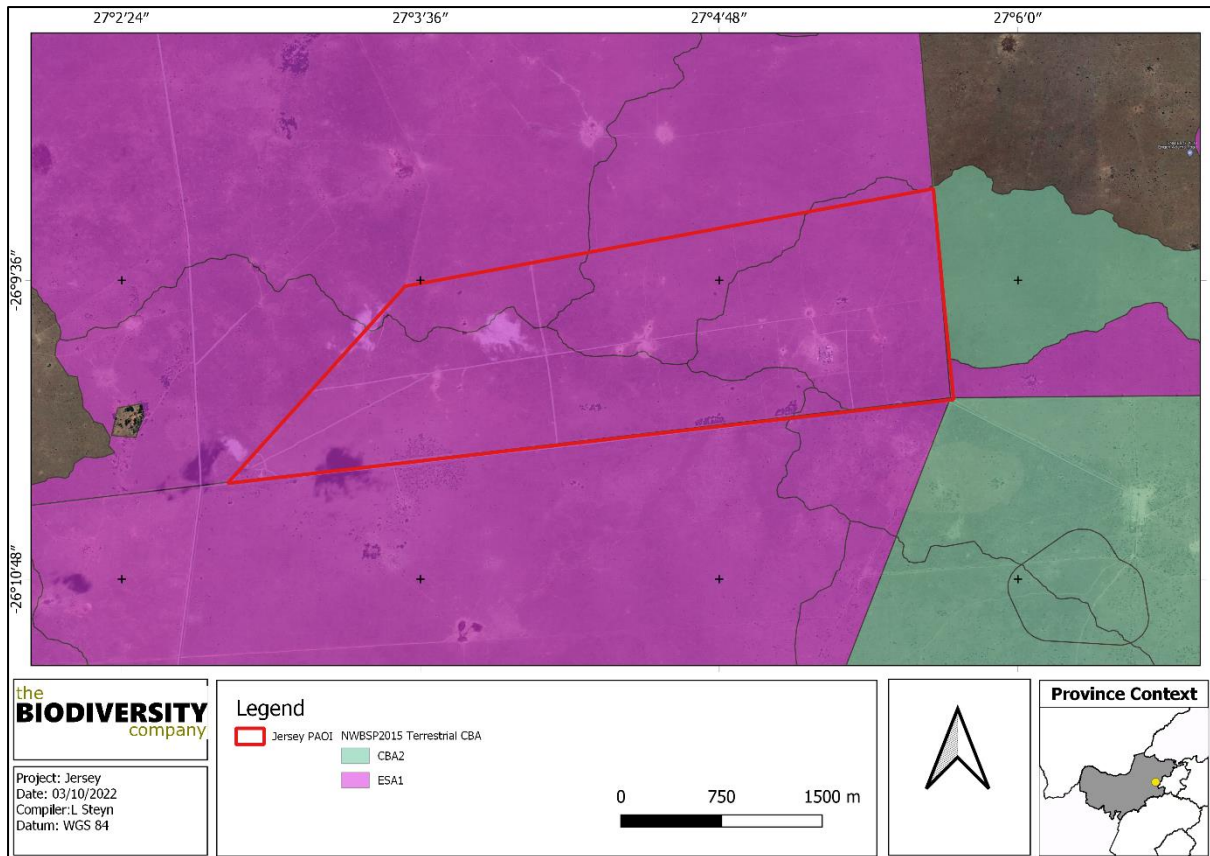 27°2′24″ 27°3′36″ 27°4′48″ 27°6′0″
-26°9′36″
-26°10′48″
the
BIODIVERSITY
company
Project: Jersey
Date: 03/10/2022
Compiler:L Steyn
Datum: WGS 84
Legend
Jersey PAOI NWBSP2015 Terrestrial CBA
CBA2
ESA1
0 750 1500 m
Province Context